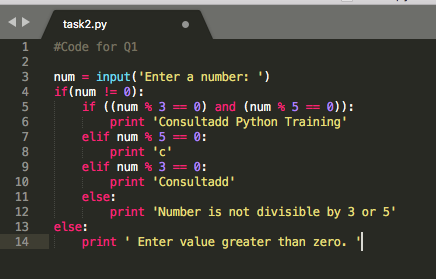 task2.py
1 #Code for Q1
2
3 num = input('Enter a number: ')
4 if(num != 0):
5     if ((num % 3 == 0) and (num % 5 == 0)):
6         print 'Consultadd Python Training'
7     elif num % 5 == 0:
8         print 'c'
9     elif num % 3 == 0:
10         print 'Consultadd'
11     else:
12         print 'Number is not divisible by 3 or 5'
13 else:
14     print ' Enter value greater than zero. '